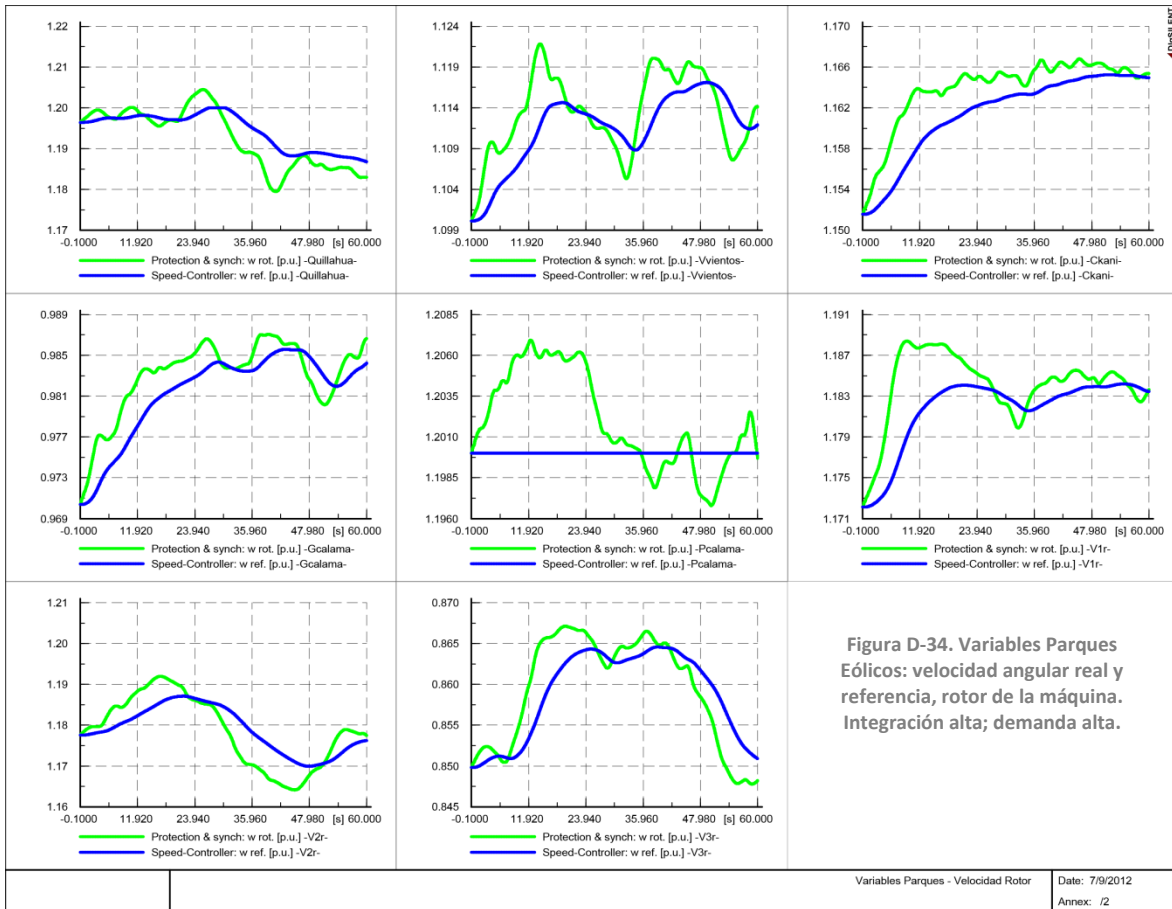 1.22
1.21
1.20
1.19
1.18
1.17
-0.1000 11.920 23.940 35.960 47.980 [s] 60.000
Protection & synch: w rot. [p.u.] -Quillahua-
Speed-Controller: w ref. [p.u.] -Quillahua-
1.124
1.119
1.114
1.109
1.104
1.099
-0.1000 11.920 23.940 35.960 47.980 [s] 60.000
Protection & synch: w rot. [p.u.] -Vvientos-
Speed-Controller: w ref. [p.u.] -Vvientos-
1.170
1.166
1.162
1.158
1.154
1.150
-0.1000 11.920 23.940 35.960 47.980 [s] 60.000
Protection & synch: w rot. [p.u.] -Ckani-
Speed-Controller: w ref. [p.u.] -Ckani-
DIgSILENT
0.989
0.985
0.981
0.977
0.973
0.969
-0.1000 11.920 23.940 35.960 47.980 [s] 60.000
Protection & synch: w rot. [p.u.] -Gcalama-
Speed-Controller: w ref. [p.u.] -Gcalama-
1.2085
1.2060
1.2035
1.2010
1.1985
1.1960
-0.1000 11.920 23.940 35.960 47.980 [s] 60.000
Protection & synch: w rot. [p.u.] -Pcalama-
Speed-Controller: w ref. [p.u.] -Pcalama-
1.191
1.187
1.183
1.179
1.175
1.171
-0.1000 11.920 23.940 35.960 47.980 [s] 60.000
Protection & synch: w rot. [p.u.] -V1r-
Speed-Controller: w ref. [p.u.] -V1r-
1.21
1.20
1.19
1.18
1.17
1.16
-0.1000 11.920 23.940 35.960 47.980 [s] 60.000
Protection & synch: w rot. [p.u.] -V2r-
Speed-Controller: w ref. [p.u.] -V2r-
0.870
0.865
0.860
0.855
0.850
0.845
-0.1000 11.920 23.940 35.960 47.980 [s] 60.000
Protection & synch: w rot. [p.u.] -V3r-
Speed-Controller: w ref. [p.u.] -V3r-
Figura D-34. Variables Parques
Eólicos: velocidad angular real y
referencia, rotor de la máquina.
Integración alta; demanda alta.
Variables Parques - Velocidad Rotor
Date: 7/9/2012
Annex: /2